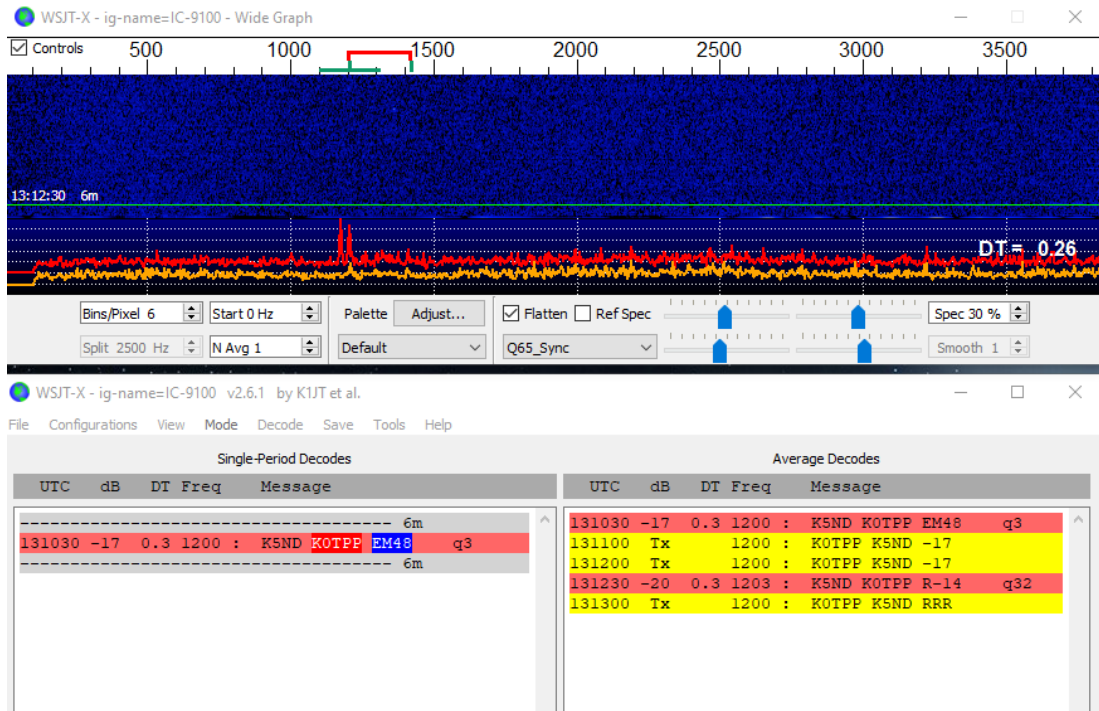 WSJT-X - ig-name=IC-9100 - Wide Graph
Controls 500 1000 1500 2000 2500 3000 3500
13:12:30 6m
DT = 0.26
Bins/Pixel 6 Start 0 Hz Palette Adjust... Flatten Ref Spec Spec 30 %
Split 2500 Hz N Avg 1 Default Q65_Sync Smooth 1
WSJT-X - ig-name=IC-9100 v2.6.1 by K1JT et al.
File Configurations View Mode Decode Save Tools Help
Single-Period Decodes
UTC dB DT Freq Message
---------------------------------- 6m
131030 -17 0.3 1200 : K5ND K0TPP EM48 q3
---------------------------------- 6m
Average Decodes
UTC dB DT Freq Message
131030 -17 0.3 1200 : K5ND K0TPP EM48 q3
131100 Tx 1200 : K0TPP K5ND -17
131200 Tx 1200 : K0TPP K5ND -17
131230 -20 0.3 1203 : K5ND K0TPP R-14 q32
131300 Tx 1200 : K0TPP K5ND RRR